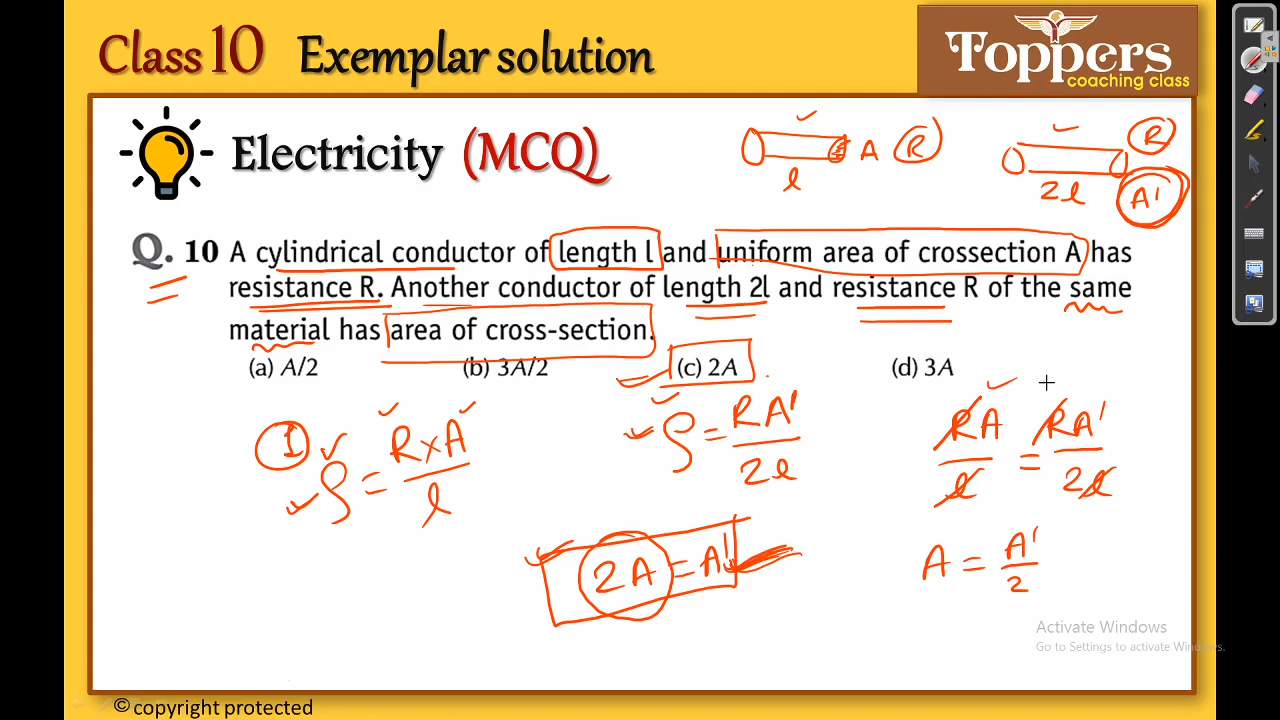 Class 10 Exemplar solution
Toppers
coaching class
Electricity (MCQ)
l A R
2l R A'
Q. 10 A cylindrical conductor of length l and uniform area of crossection A has
resistance R. Another conductor of length 2l and resistance R of the same
material has area of cross-section.
(a) A/2 (b) 3A/2 (c) 2A (d) 3A
① ρ = R×A/l
ρ = RA'/2l
RA/l = RA'/2l
A = A'/2
2A = A'
Activate Windows
Go to Settings to activate Windows.
© copyright protected